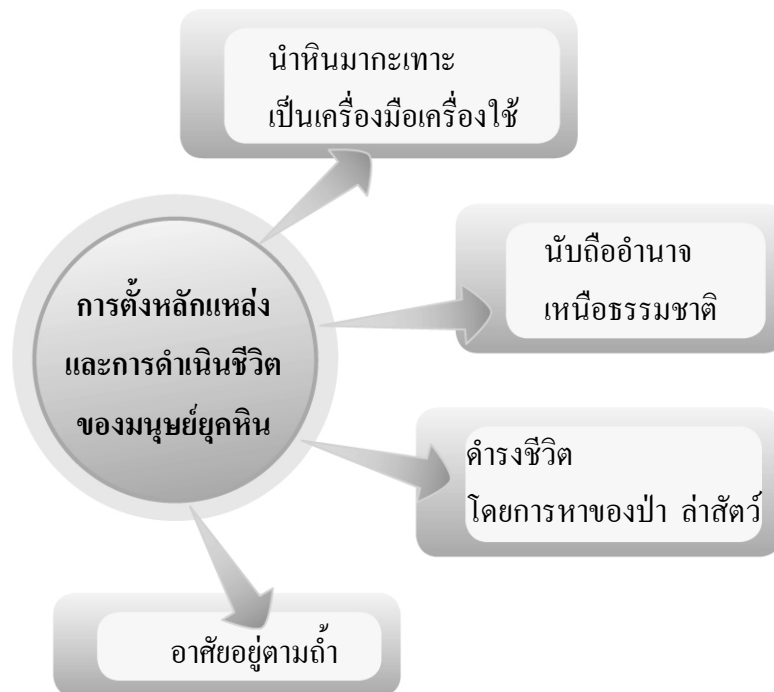 นำหินมากะเทาะ
เป็นเครื่องมือเครื่องใช้
นับถืออำนาจ
เหนือธรรมชาติ
การตั้งหลักแหล่ง
และการดำเนินชีวิต
ของมนุษย์ยุคหิน
ดำรงชีวิต
โดยการหาของป่า ล่าสัตว์
อาศัยอยู่ตามถ้ำ